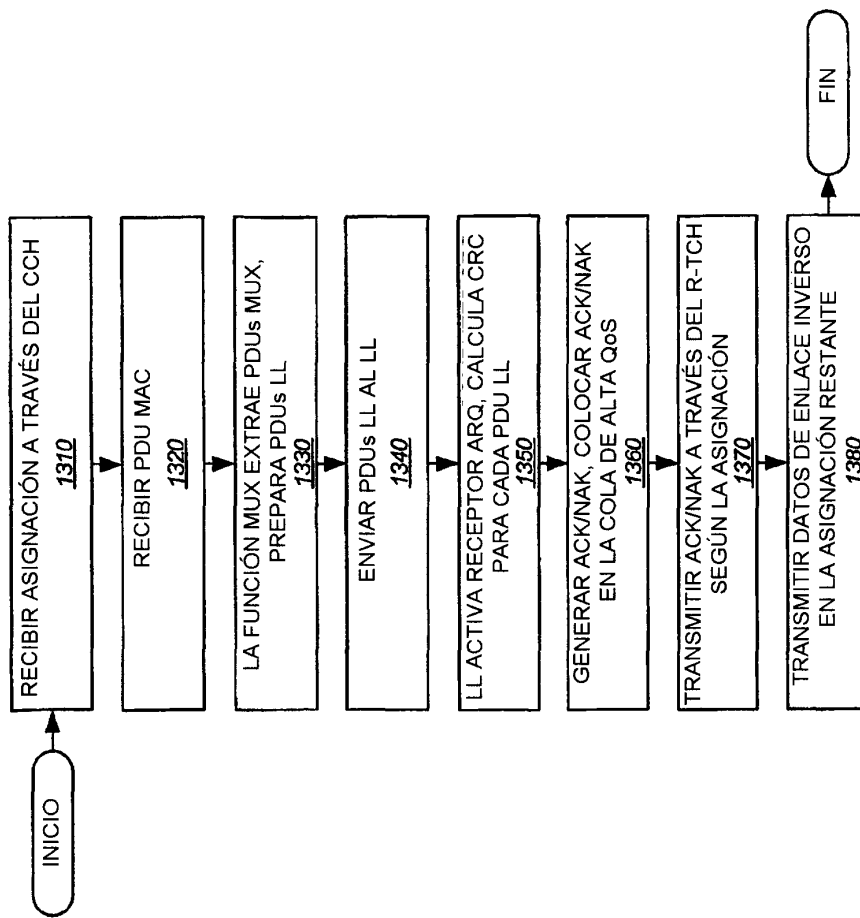 INICIO
RECIBIR ASIGNACIÓN A TRAVÉS DEL CCH
1310
RECIBIR PDU MAC
1320
LA FUNCIÓN MUX EXTRAE PDUs MUX,
PREPARA PDUs LL
1330
ENVIAR PDUs LL AL LL
1340
LL ACTIVA RECEPTOR ARQ, CALCULA CRC
PARA CADA PDU LL
1350
GENERAR ACK/NAK, COLOCAR ACK/NAK
EN LA COLA DE ALTA QoS
1360
TRANSMITIR ACK/NAK A TRAVÉS DEL R-TCH
SEGÚN LA ASIGNACIÓN
1370
TRANSMITIR DATOS DE ENLACE INVERSO
EN LA ASIGNACIÓN RESTANTE
1380
FIN